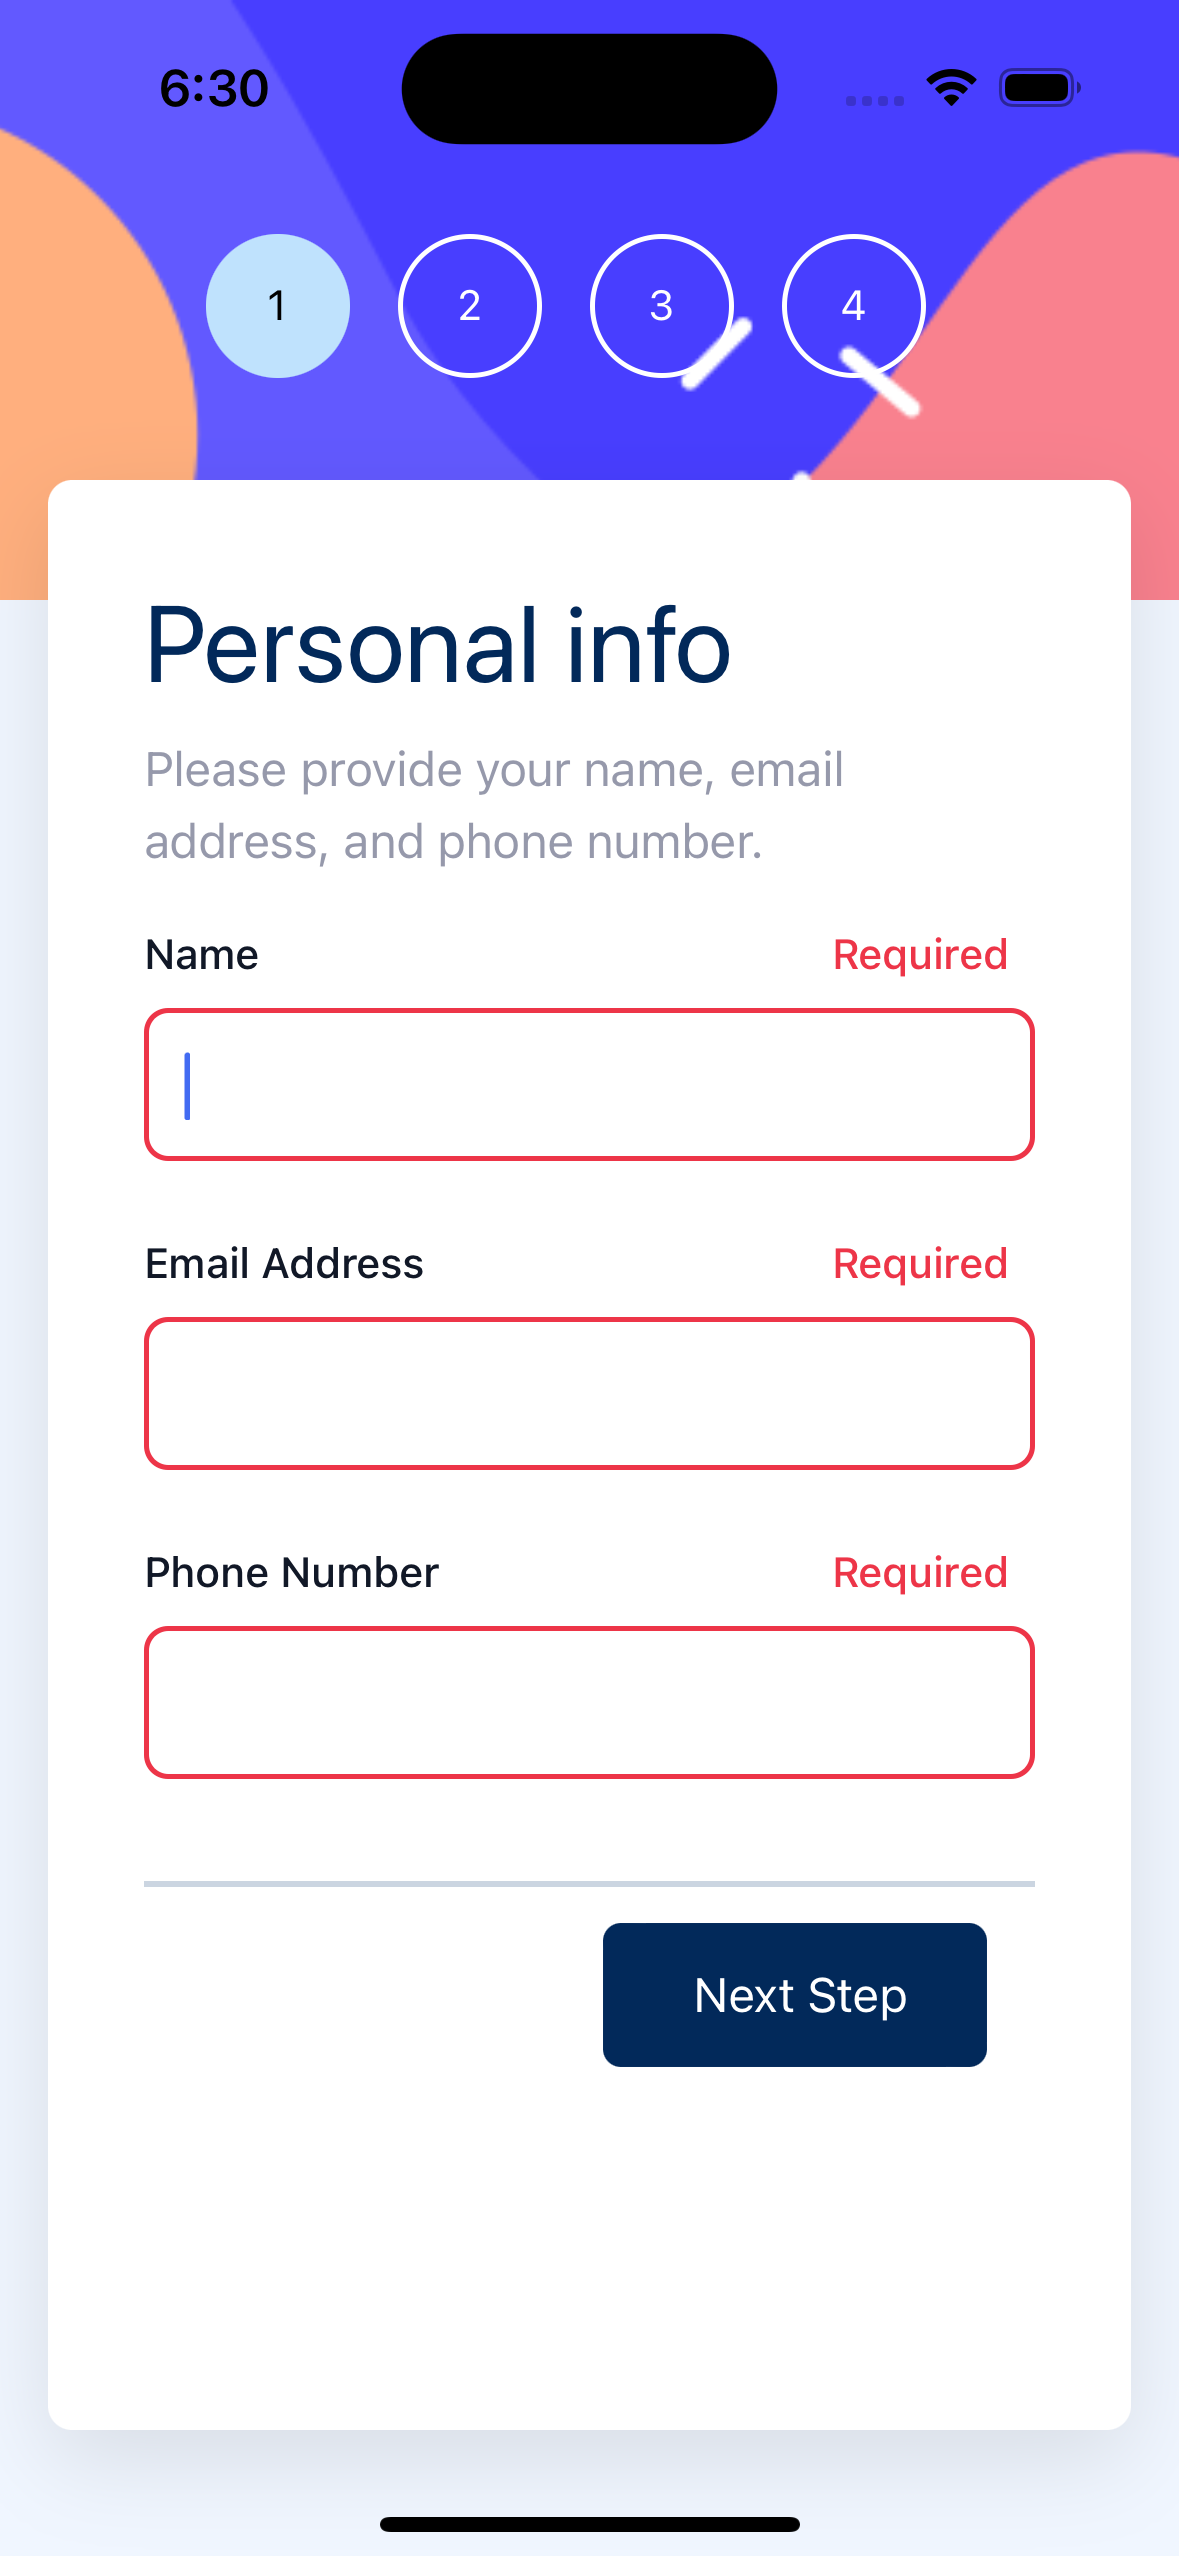 6:30
1 2 3 4
Personal info
Please provide your name, email
address, and phone number.
Name Required
Email Address Required
Phone Number Required
Next Step